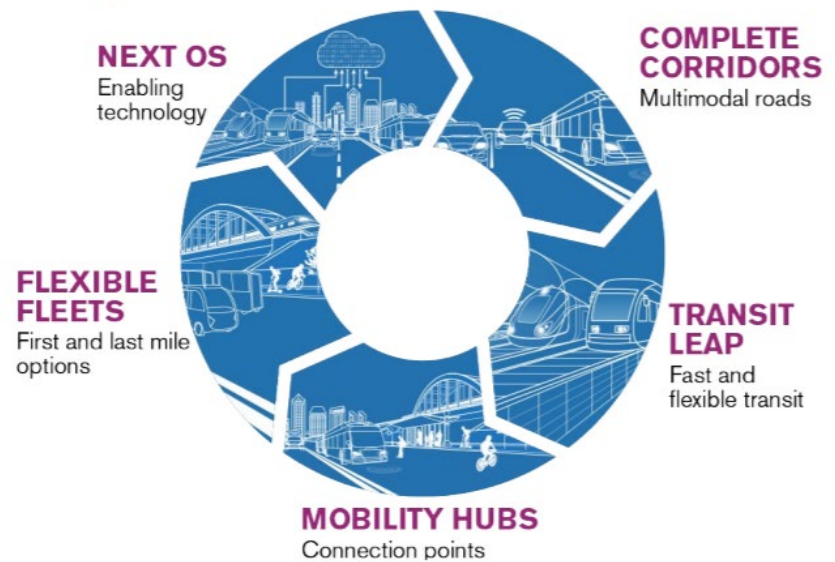 NEXT OS
Enabling
technology
COMPLETE
CORRIDORS
Multimodal roads
FLEXIBLE
FLEETS
First and last mile
options
TRANSIT
LEAP
Fast and
flexible transit
MOBILITY HUBS
Connection points